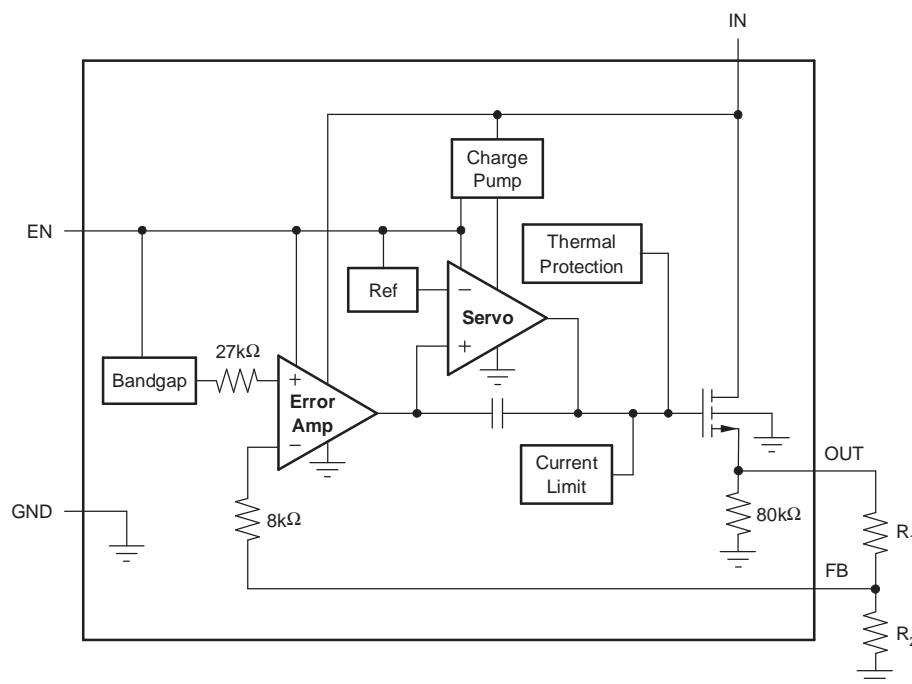 IN
Charge
Pump
EN
Thermal
Protection
Ref
−
Servo
+
27kΩ
Bandgap
+
Error
Amp
−
Current
Limit
OUT
GND
8kΩ
80kΩ
FB